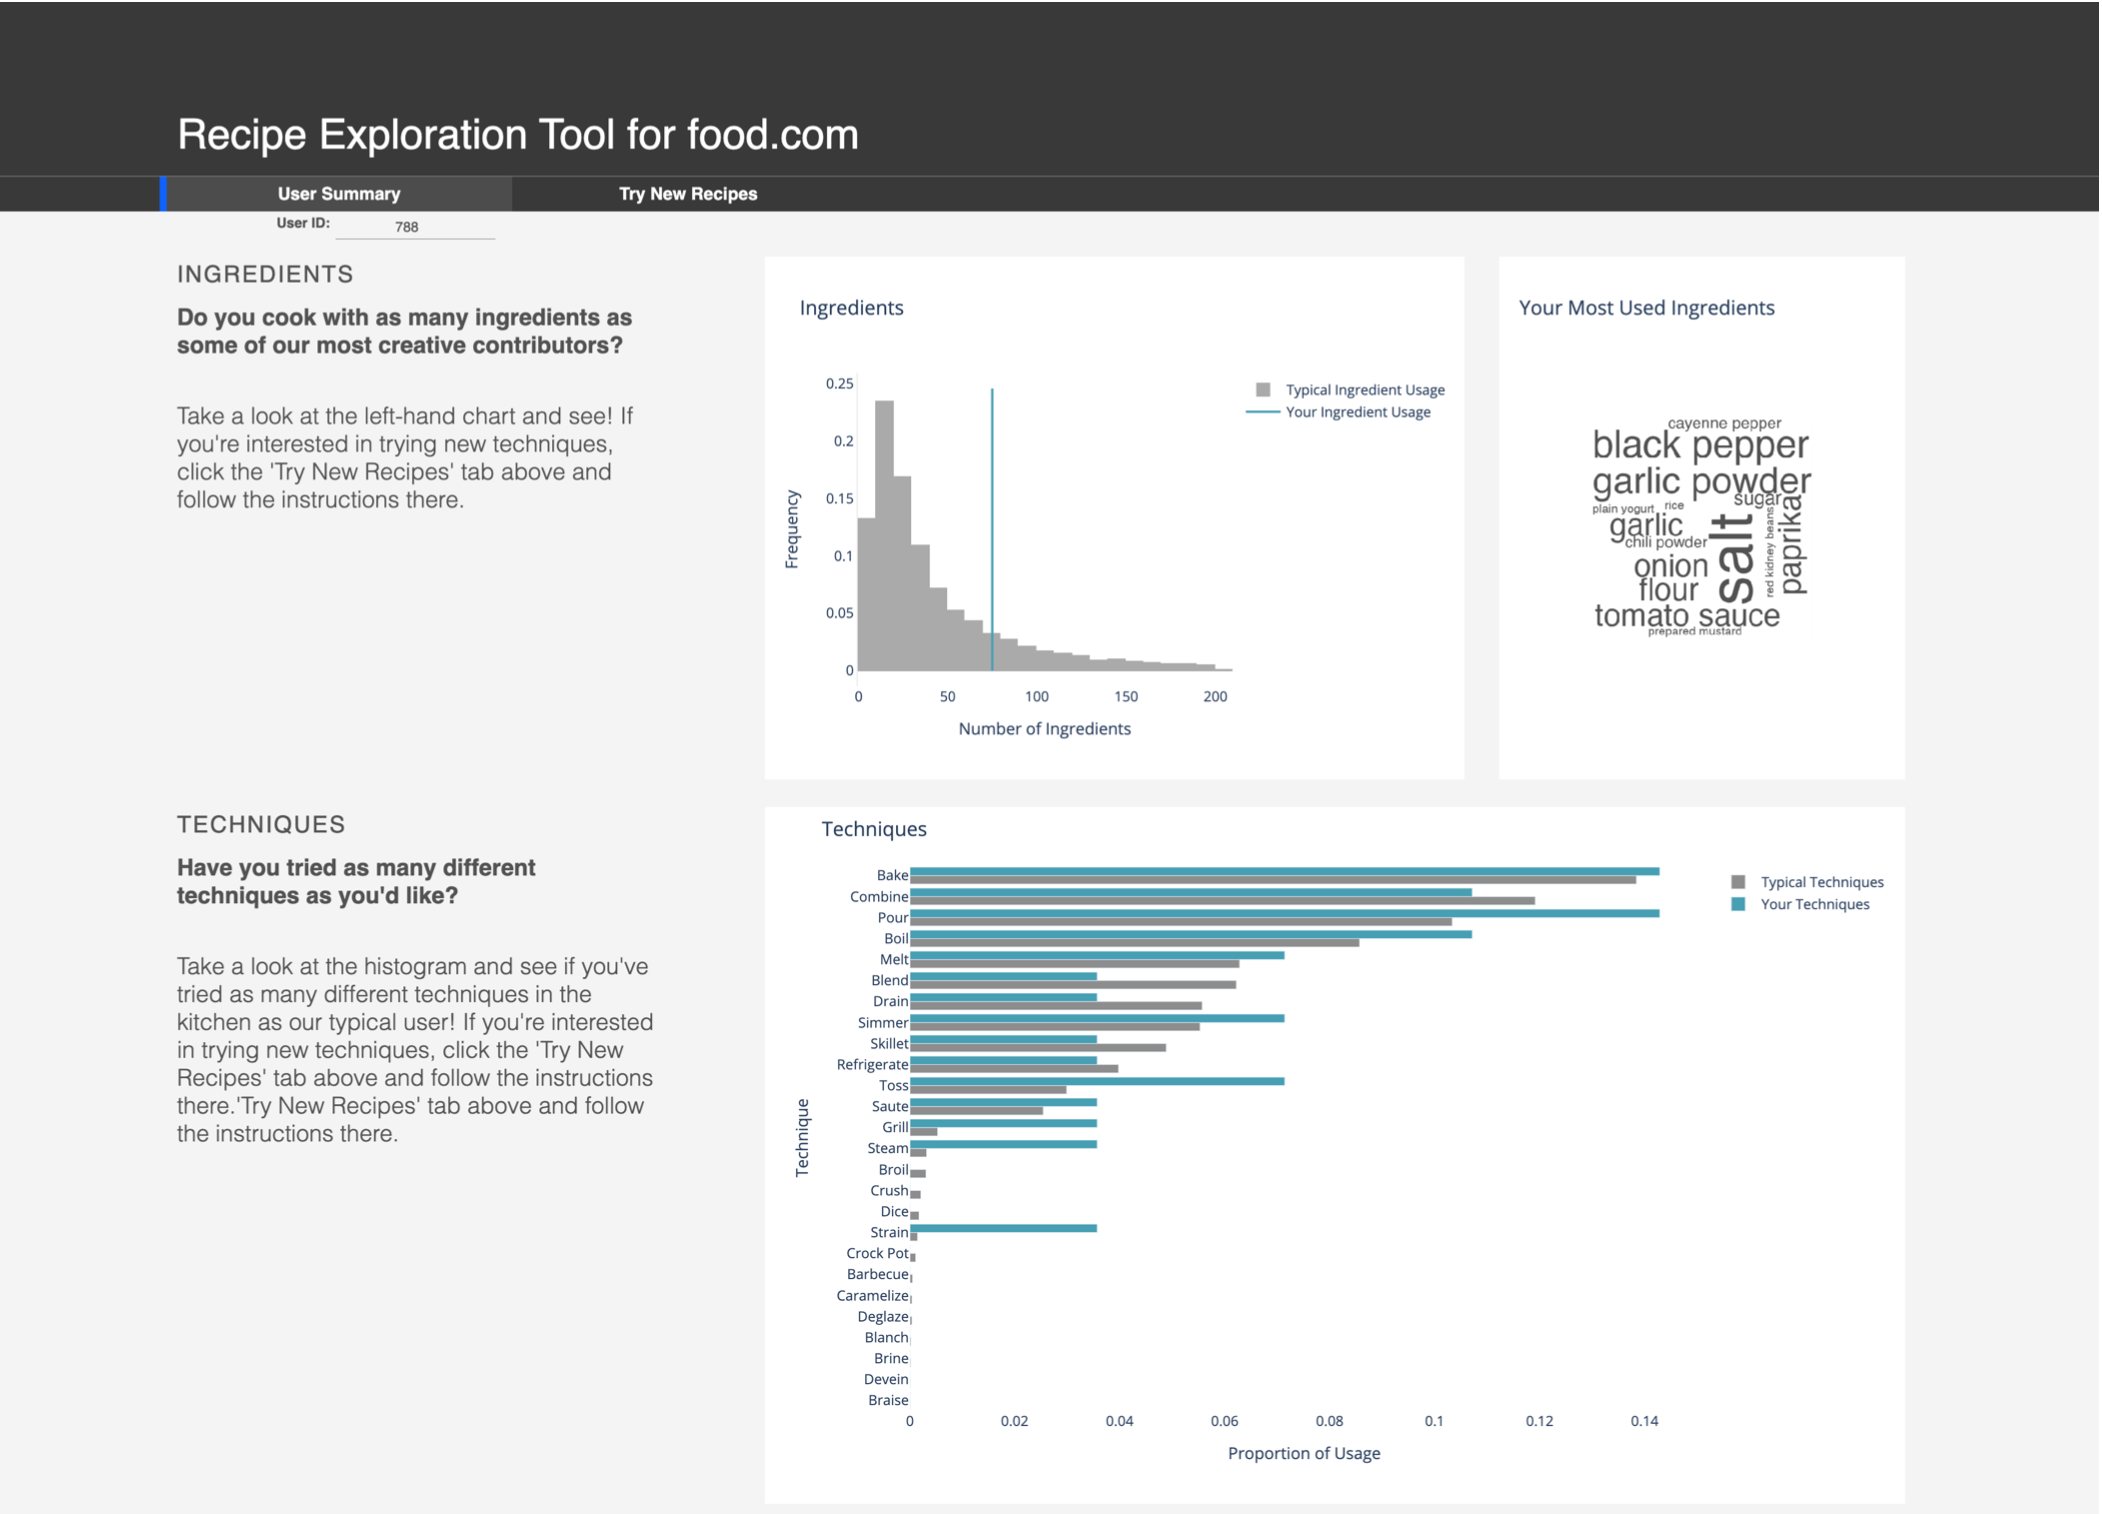 Recipe Exploration Tool for food.com
User Summary
Try New Recipes
User ID:
788
INGREDIENTS
Do you cook with as many ingredients as
some of our most creative contributors?
Take a look at the left-hand chart and see! If
you're interested in trying new techniques,
click the 'Try New Recipes' tab above and
follow the instructions there.
Ingredients
Frequency
0.25
0.2
0.15
0.1
0.05
0
0
50
100
150
200
Number of Ingredients
Typical Ingredient Usage
Your Ingredient Usage
Your Most Used Ingredients
cayenne pepper
black pepper
garlic powder
sugar
plain yogurt
rice
garlic
chili powder
salt
red kidney beans
paprika
onion
flour
tomato sauce
prepared mustard
TECHNIQUES
Have you tried as many different
techniques as you'd like?
Take a look at the histogram and see if you've
tried as many different techniques in the
kitchen as our typical user! If you're interested
in trying new techniques, click the 'Try New
Recipes' tab above and follow the instructions
there.'Try New Recipes' tab above and follow
the instructions there.
Techniques
Technique
Bake
Combine
Pour
Boil
Melt
Blend
Drain
Simmer
Skillet
Refrigerate
Toss
Saute
Grill
Steam
Broil
Crush
Dice
Strain
Crock Pot
Barbecue
Caramelize
Deglaze
Blanch
Brine
Devein
Braise
0
0.02
0.04
0.06
0.08
0.1
0.12
0.14
Proportion of Usage
Typical Techniques
Your Techniques